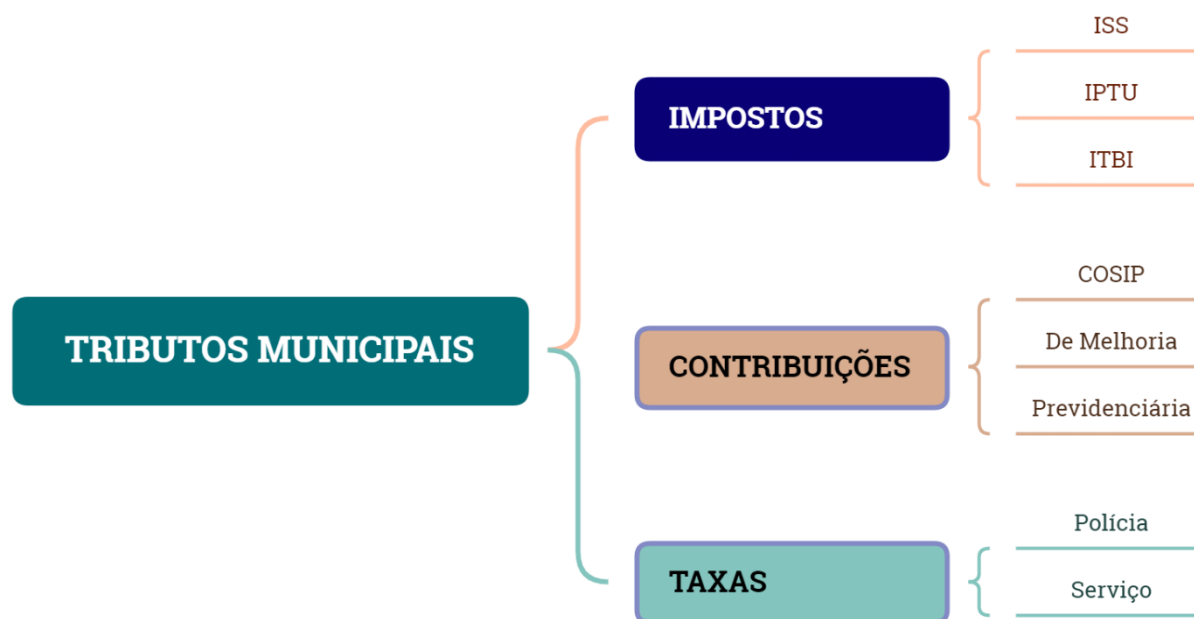 TRIBUTOS MUNICIPAIS
IMPOSTOS
ISS
IPTU
ITBI
CONTRIBUIÇÕES
COSIP
De Melhoria
Previdenciária
TAXAS
Polícia
Serviço